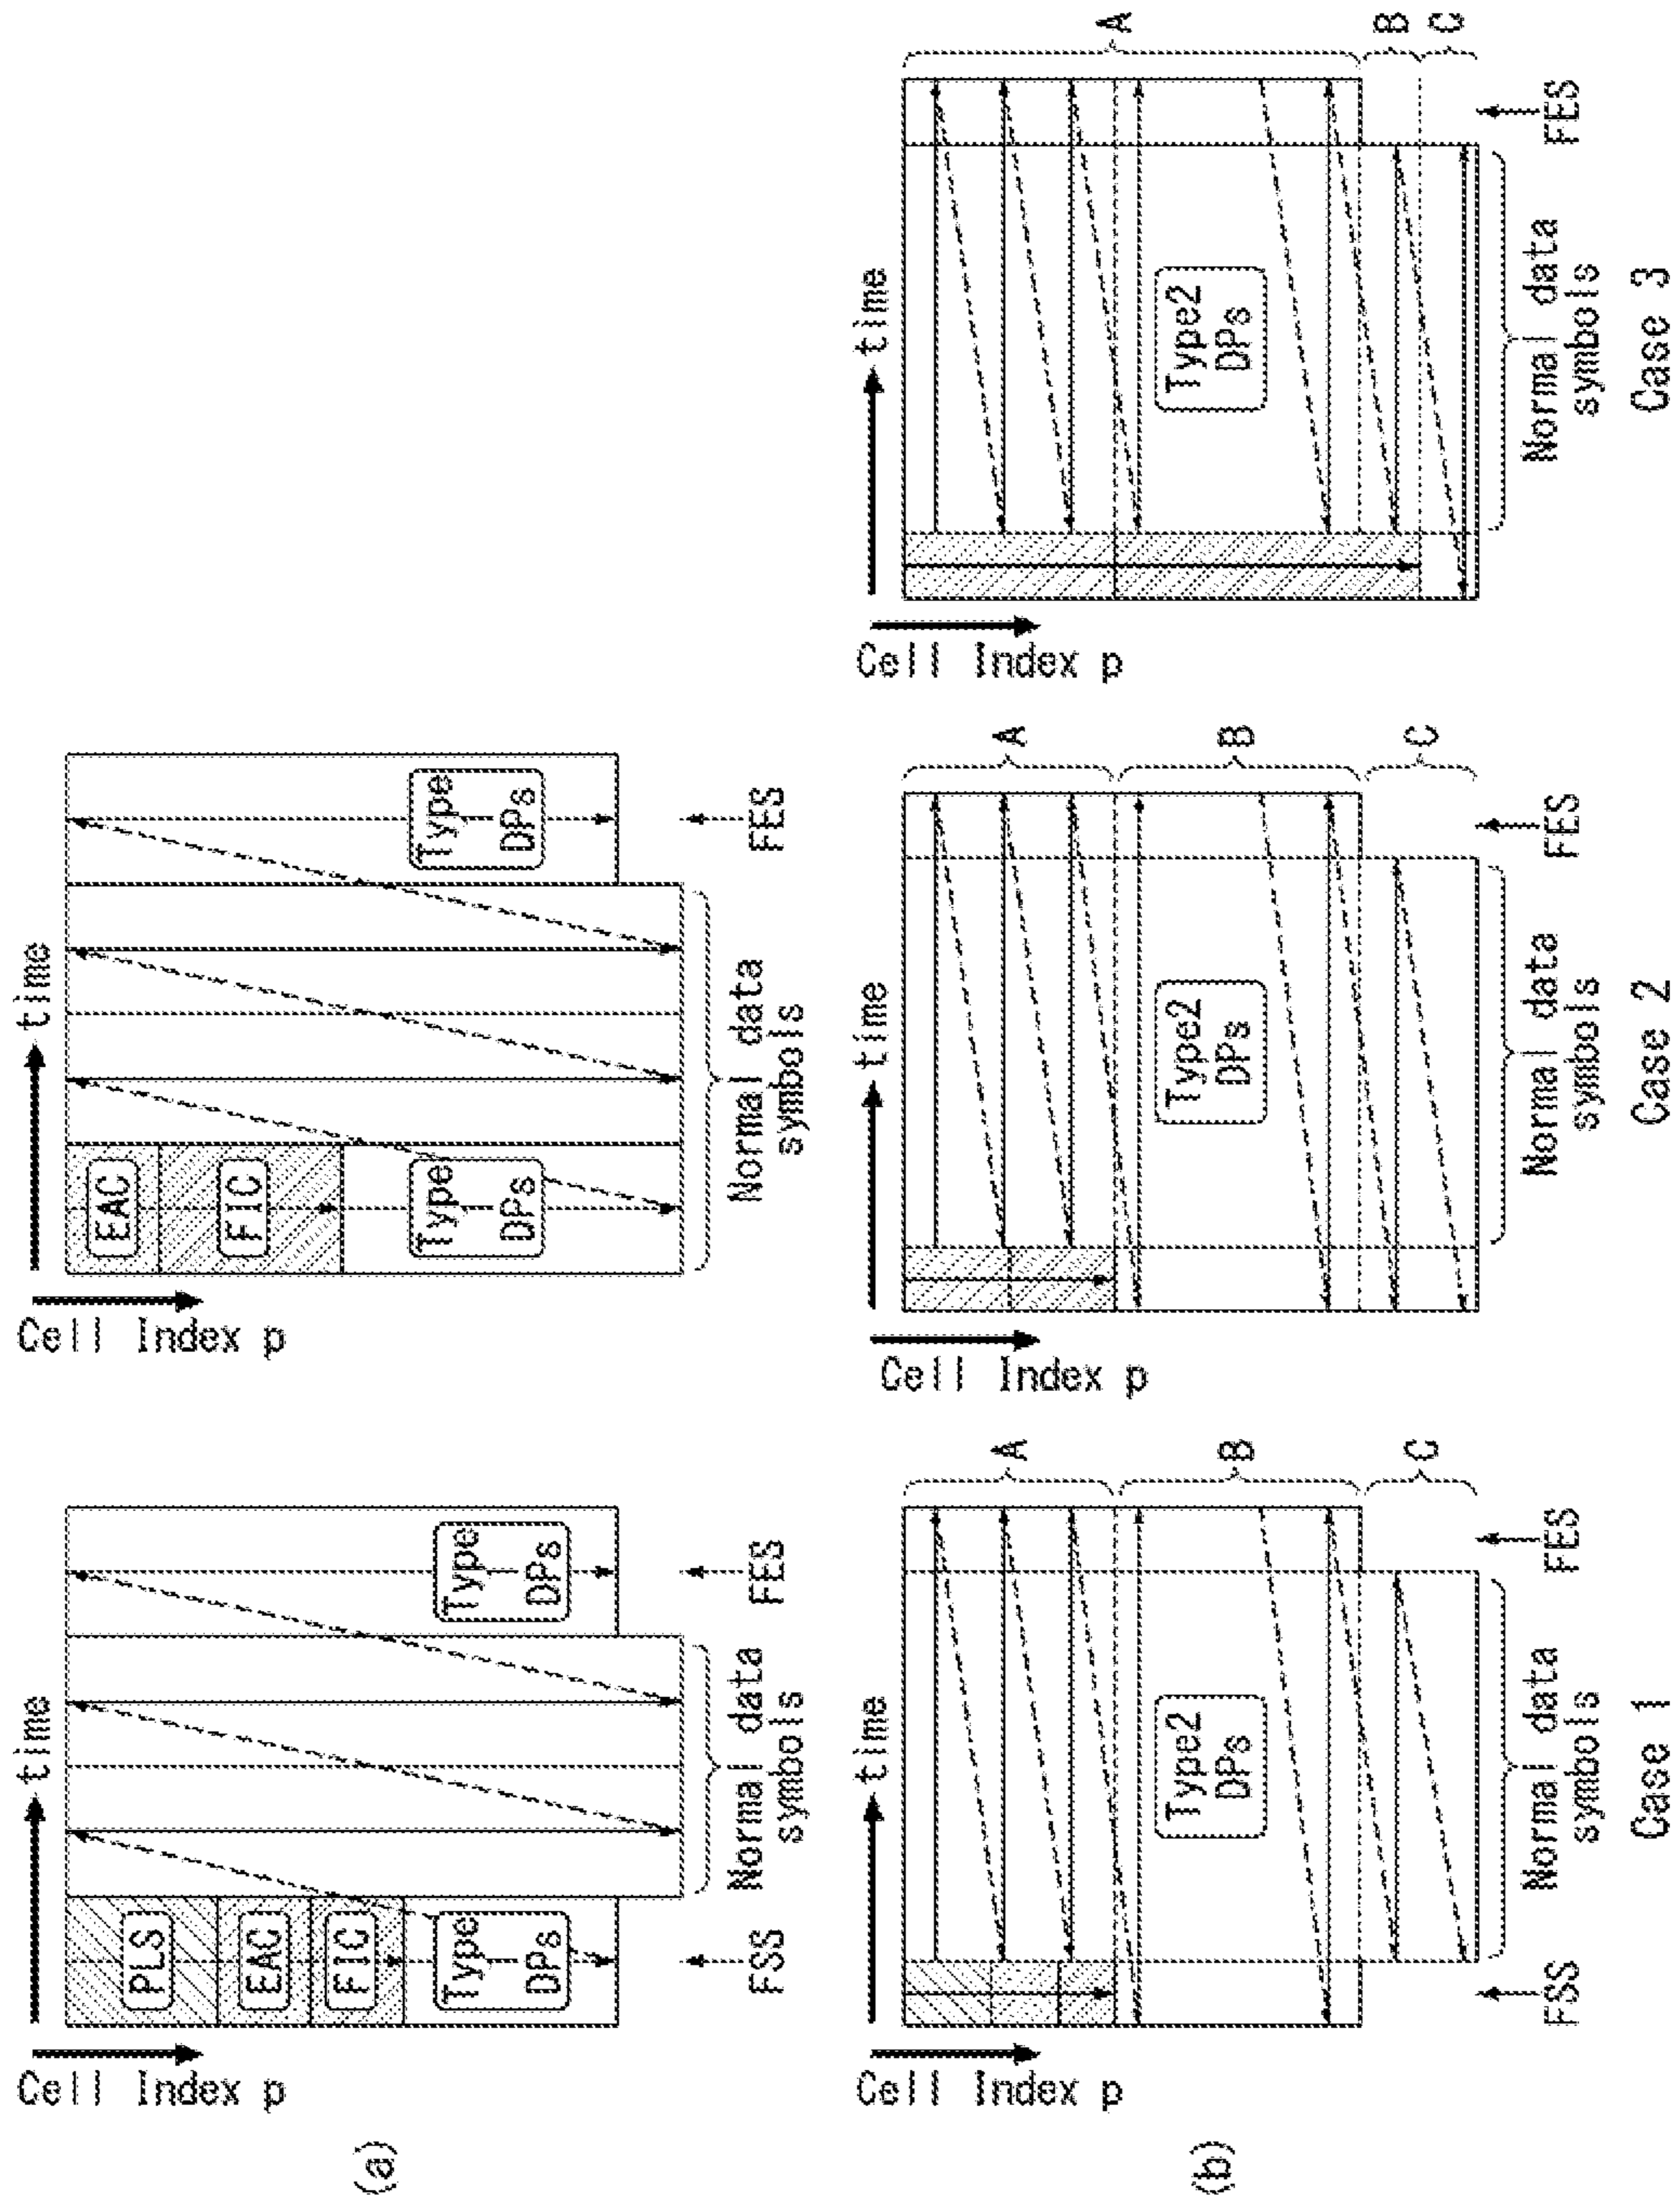 (a)
time
Cell Index p
PLS
EAC
FIC
Type
DPs
Type
DPs
FSS
Normal data
symbols
FES
time
Cell Index p
EAC
FIC
Type
DPs
Type
DPs
Normal data
symbols
FES
(b)
time
Cell Index p
Type2
DPs
A
B
C
FSS
Normal data
symbols
FES
Case 1
time
Cell Index p
Type2
DPs
A
B
C
Normal data
symbols
FES
Case 2
time
Cell Index p
Type2
DPs
A
B
C
Normal data
symbols
FES
Case 3